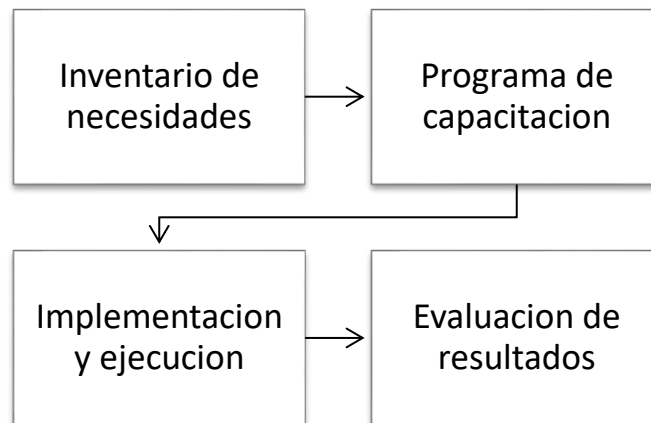 Inventario de
necesidades
Programa de
capacitacion
Implementacion
y ejecucion
Evaluacion de
resultados